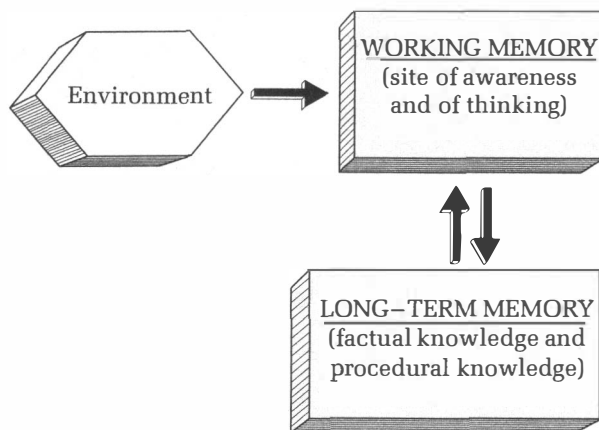 Environment
WORKING MEMORY
(site of awareness
and of thinking)
LONG–TERM MEMORY
(factual knowledge and
procedural knowledge)